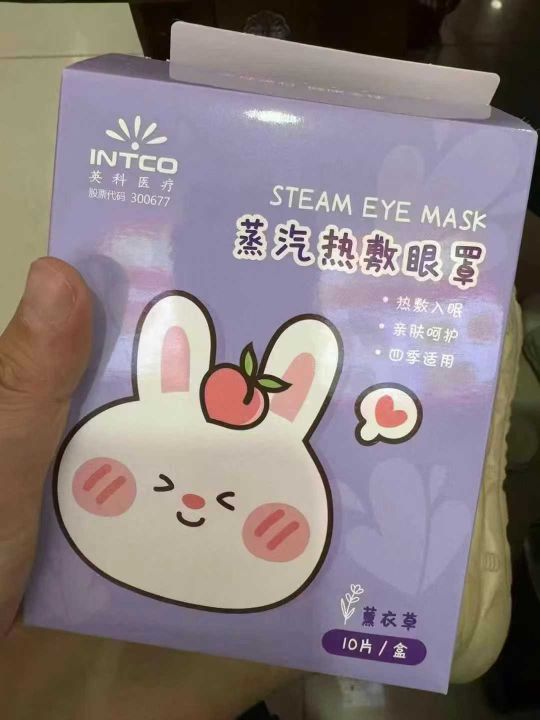 INTCO
英科医疗
股票代码 300677
STEAM EYE MASK
蒸汽热敷眼罩
• 热敷入眠
• 亲肤呵护
• 四季适用
薰衣草
10片/盒